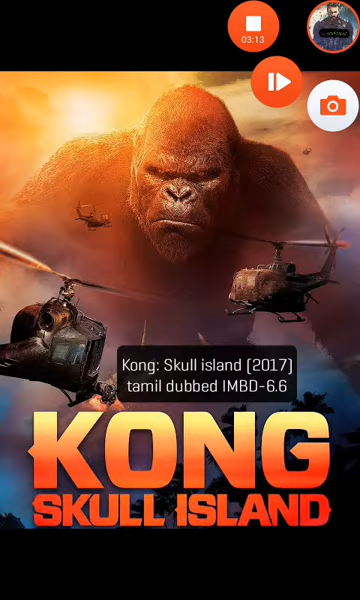 03:13
Kong: Skull island (2017)
tamil dubbed IMBD-6.6
KONG
SKULL ISLAND